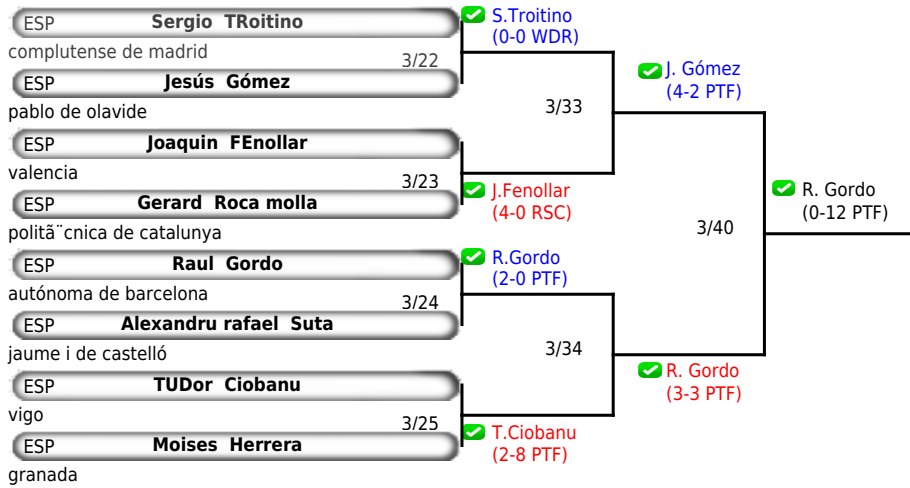 ESP Sergio TRoitino
complutense de madrid
3/22
ESP Jesús Gómez
pablo de olavide
ESP Joaquin FEnollar
valencia
3/23
ESP Gerard Roca molla
politã¨cnica de catalunya
ESP Raul Gordo
autónoma de barcelona
3/24
ESP Alexandru rafael Suta
jaume i de castelló
ESP TUDor Ciobanu
vigo
3/25
ESP Moises Herrera
granada
S.Troitino
(0-0 WDR)
3/33
J.Fenollar
(4-0 RSC)
R.Gordo
(2-0 PTF)
3/34
T.Ciobanu
(2-8 PTF)
J. Gómez
(4-2 PTF)
3/40
R. Gordo
(3-3 PTF)
R. Gordo
(0-12 PTF)